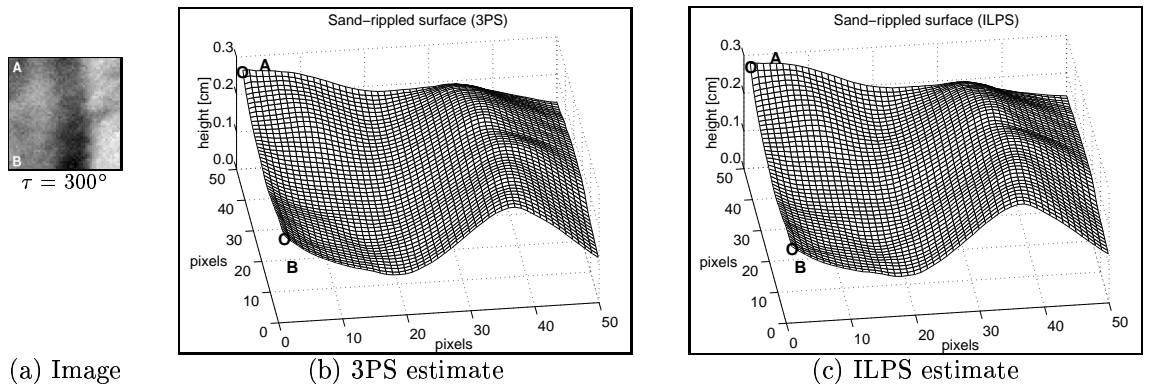 A
B
τ = 300°
(a) Image
Sand−rippled surface (3PS)
0.3
0.2
0.1
0.0
height [cm]
50
40
30
20
10
0
pixels
0
10
20
30
40
50
pixels
O
A
O
B
(b) 3PS estimate
Sand−rippled surface (ILPS)
0.3
0.2
0.1
0.0
height [cm]
50
40
30
20
10
0
pixels
0
10
20
30
40
50
pixels
O
A
O
B
(c) ILPS estimate